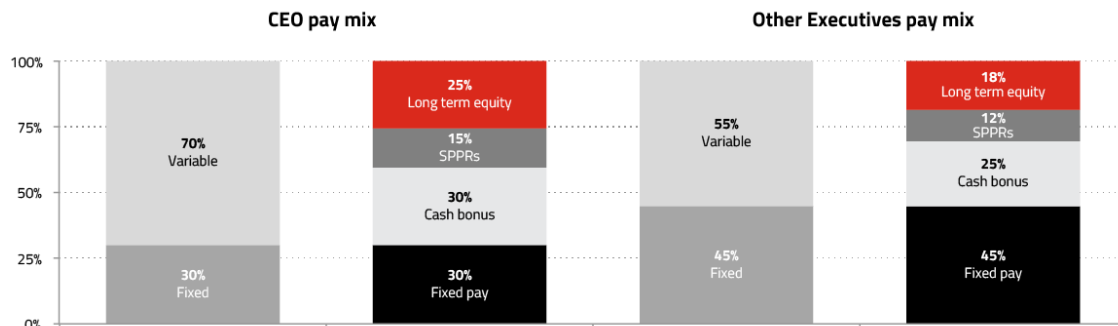 CEO pay mix
Other Executives pay mix
100%
75%
50%
25%
0%
70%
Variable
30%
Fixed
25%
Long term equity
15%
SPPRs
30%
Cash bonus
30%
Fixed pay
55%
Variable
45%
Fixed
18%
Long term equity
12%
SPPRs
25%
Cash bonus
45%
Fixed pay